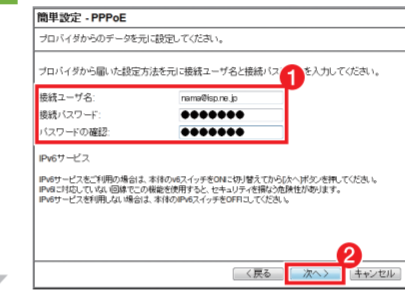 簡単設定 - PPPoE
プロバイダからのデータを元に設定してください。
プロバイダから届いた設定方法を元に接続ユーザ名と接続パス 1 を入力してください。
接続ユーザ名: name@isp.ne.jp
接続パスワード: ●●●●●●●
パスワードの確認: ●●●●●●●
IPv6サービス
IPv6サービスをご利用の場合は、本体のv6スイッチをONに切り替えてから[次へ]ボタンを押してください。
IPv6に対応していない回線でこの機能を使用すると、セキュリティを損なう危険性があります。
IPv6サービスを利用しない場合は、本体のIPv6スイッチをOFFにしてください。
2
<戻る 次へ> キャンセル